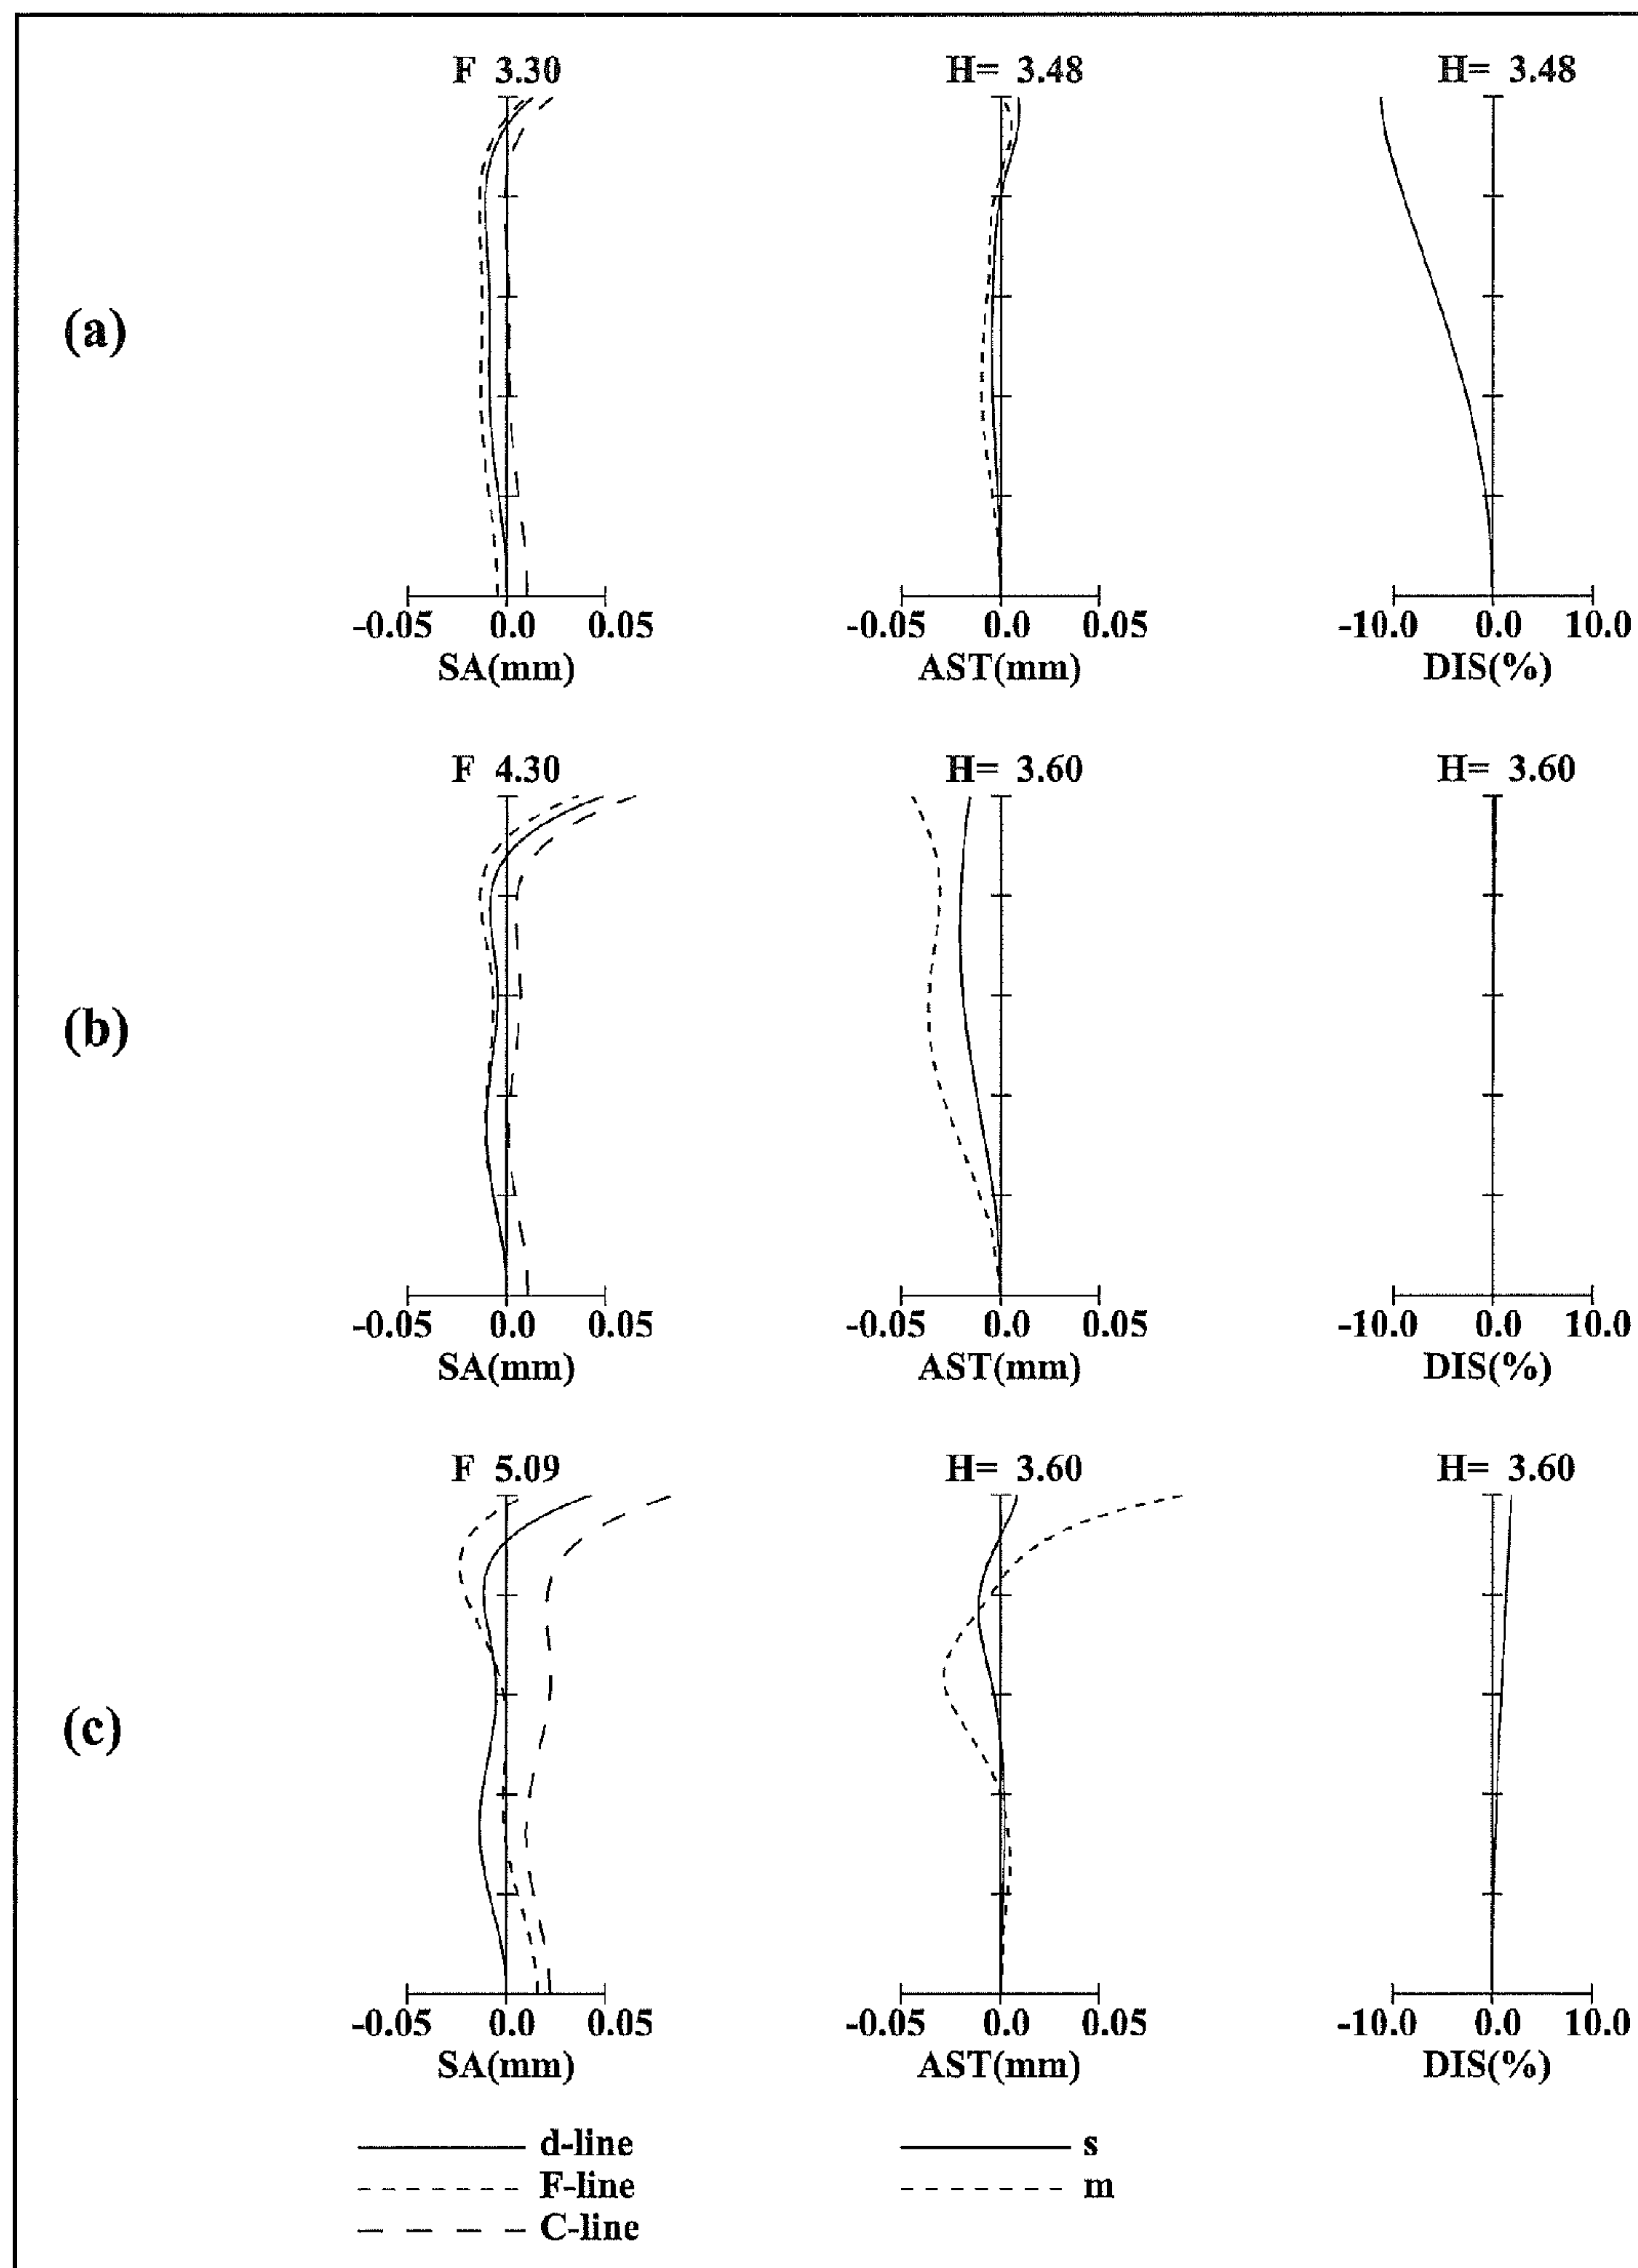 F 3.30 H= 3.48 H= 3.48
(a)
-0.05 0.0 0.05 -0.05 0.0 0.05 -10.0 0.0 10.0
SA(mm) AST(mm) DIS(%)
F 4.30 H= 3.60 H= 3.60
(b)
-0.05 0.0 0.05 -0.05 0.0 0.05 -10.0 0.0 10.0
SA(mm) AST(mm) DIS(%)
F 5.09 H= 3.60 H= 3.60
(c)
-0.05 0.0 0.05 -0.05 0.0 0.05 -10.0 0.0 10.0
SA(mm) AST(mm) DIS(%)
d-line s
F-line m
C-line